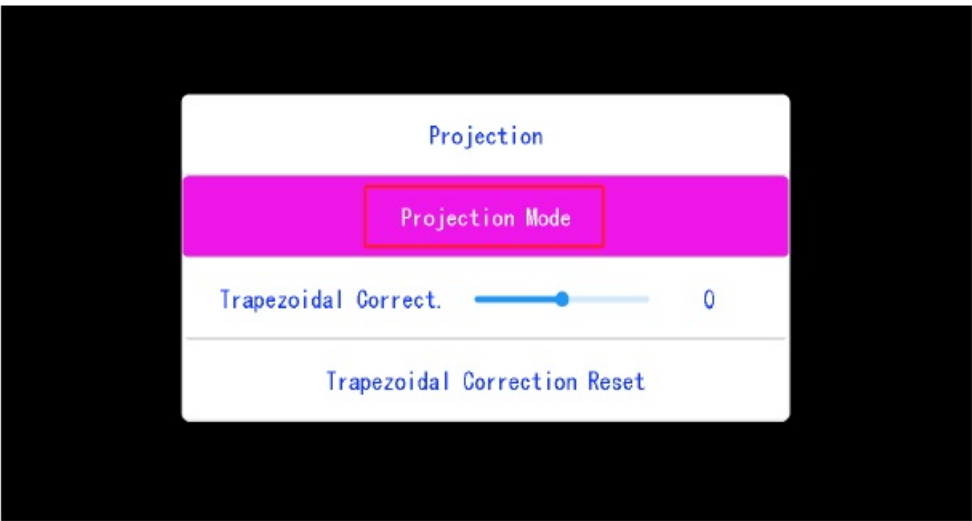 Projection
Projection Mode
Trapezoidal Correct. 0
Trapezoidal Correction Reset